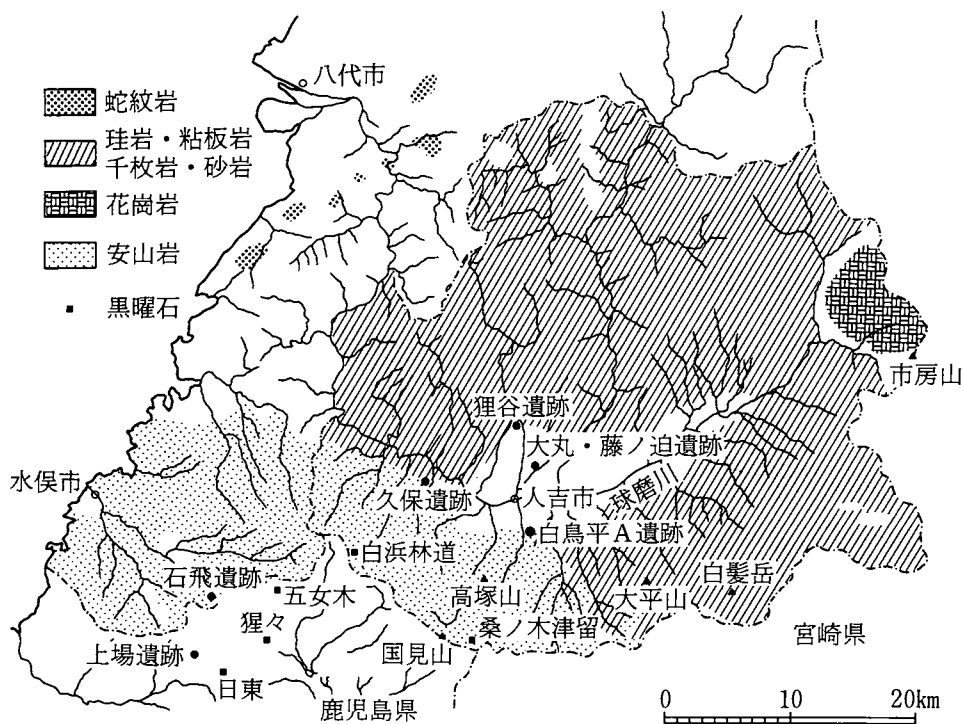 八代市
蛇紋岩
珪岩・粘板岩
千枚岩・砂岩
花崗岩
安山岩
黒曜石
市房山
狸谷遺跡
大丸・藤ノ迫遺跡
水俣市
久保遺跡
人吉市
球磨川
白鳥平A遺跡
白浜林道
石飛遺跡
五女木
高塚山
大平山
白髪岳
猩々
桑ノ木津留
宮崎県
上場遺跡
国見山
日東
鹿児島県
0 10 20km